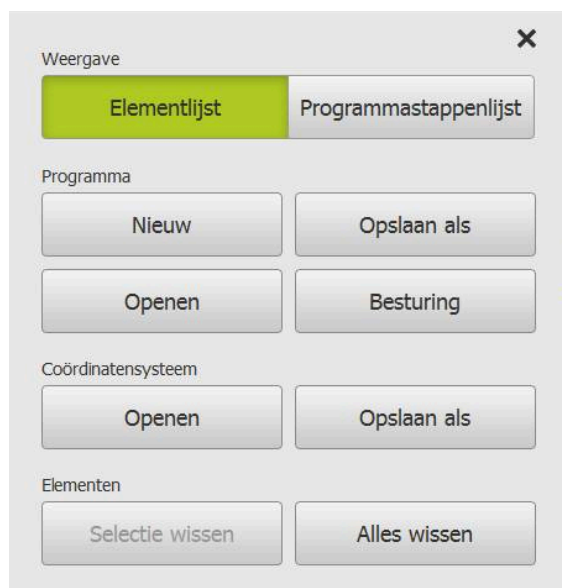 Weergave
Elementlijst Programmastappenlijst
Programma
Nieuw Opslaan als
Openen Besturing
Coördinatensysteem
Openen Opslaan als
Elementen
Selectie wissen Alles wissen